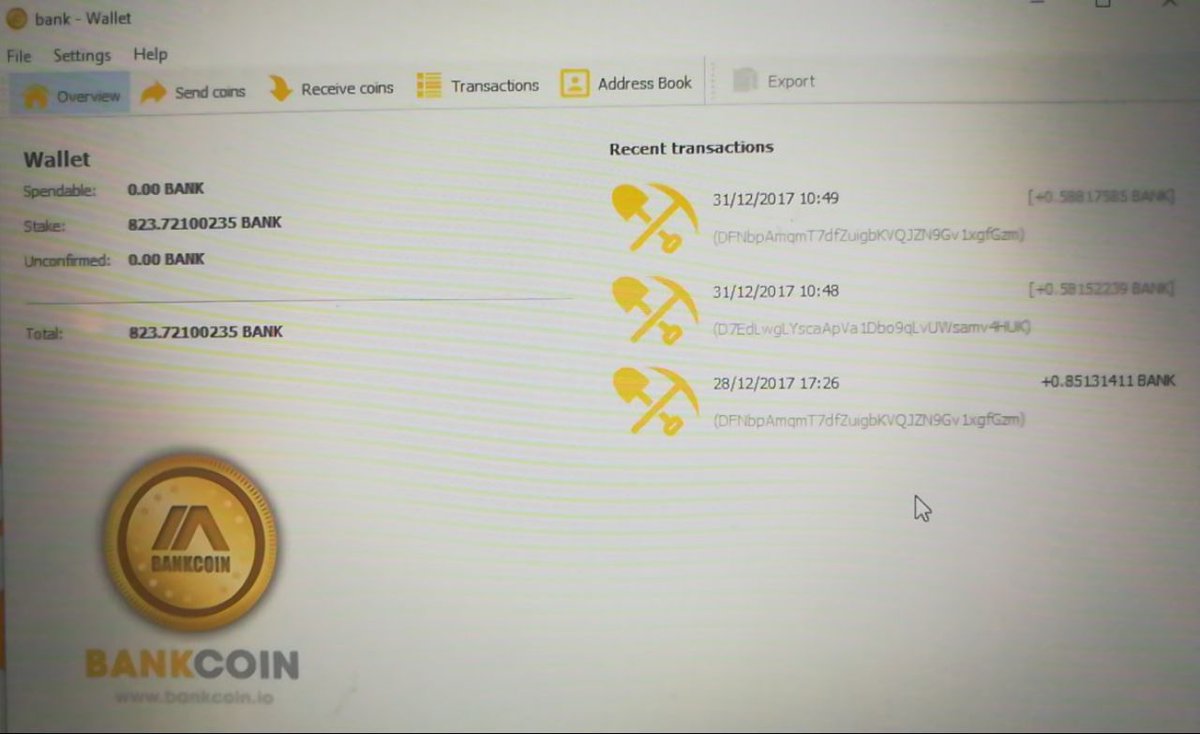 bank - Wallet
File Settings Help
Overview Send coins Receive coins Transactions Address Book Export
Wallet
Spendable: 0.00 BANK
Stake: 823.72100235 BANK
Unconfirmed: 0.00 BANK
Total: 823.72100235 BANK
Recent transactions
31/12/2017 10:49 [+0.58817585 BANK]
(DFNbpAmqmT7dfZuigbKVQJZN9Gv1xgfGzm)
31/12/2017 10:48 [+0.58152239 BANK]
(D7EdLwgLYscaApVa1Dbo9qLvUWsamv4HUK)
28/12/2017 17:26 +0.85131411 BANK
(DFNbpAmqmT7dfZuigbKVQJZN9Gv1xgfGzm)
BANKCOIN
BANKCOIN
www.bankcoin.io